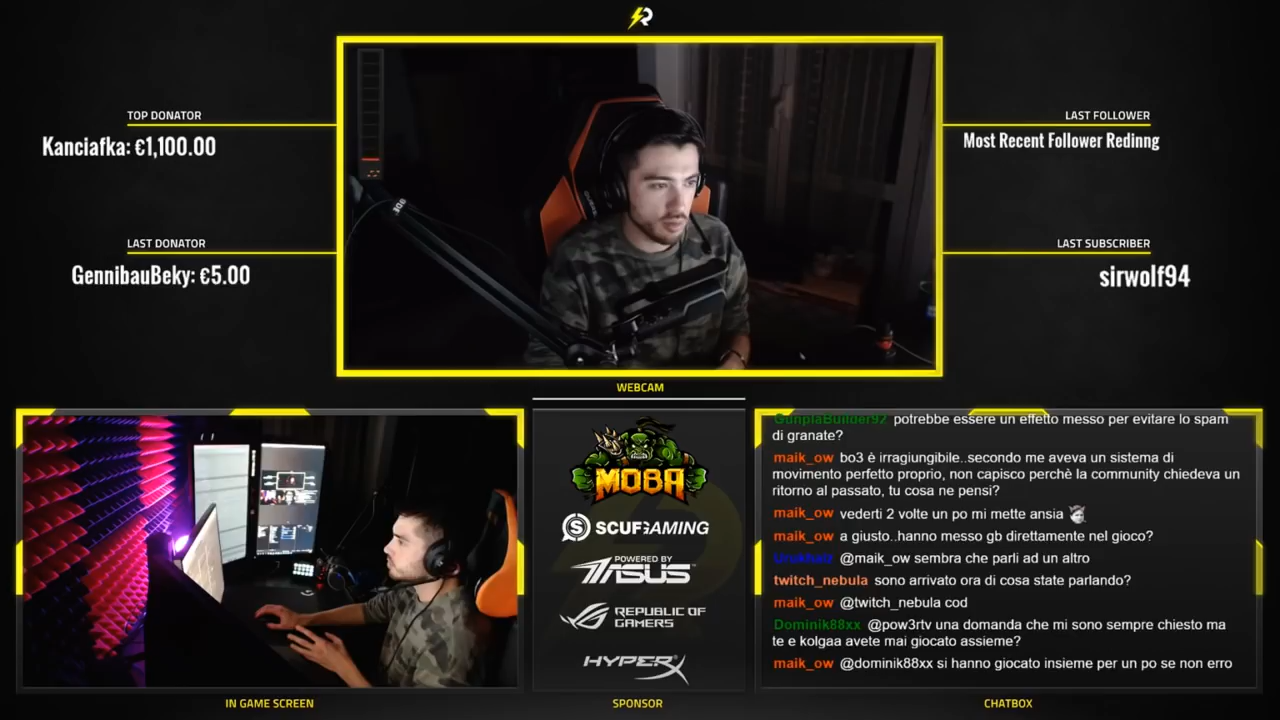 TOP DONATOR
Kanciafka: €1,100.00
LAST DONATOR
GennibauBeky: €5.00
LAST FOLLOWER
Most Recent Follower Redinng
LAST SUBSCRIBER
sirwolf94
WEBCAM
IN GAME SCREEN
MOBA
SCUFGAMING
POWERED BY
ASUS
REPUBLIC OF
GAMERS
HYPERX
SPONSOR
GunplaBuilder92 potrebbe essere un effetto messo per evitare lo spam
di granate?
maik_ow bo3 è irragiungibile..secondo me aveva un sistema di
movimento perfetto proprio, non capisco perchè la community chiedeva un
ritorno al passato, tu cosa ne pensi?
maik_ow vederti 2 volte un po mi mette ansia
maik_ow a giusto..hanno messo gb direttamente nel gioco?
@maik_ow sembra che parli ad un altro
twitch_nebula sono arrivato ora di cosa state parlando?
maik_ow @twitch_nebula cod
Dominik88xx @pow3rtv una domanda che mi sono sempre chiesto ma
te e kolgaa avete mai giocato assieme?
maik_ow @dominik88xx si hanno giocato insieme per un po se non erro
CHATBOX